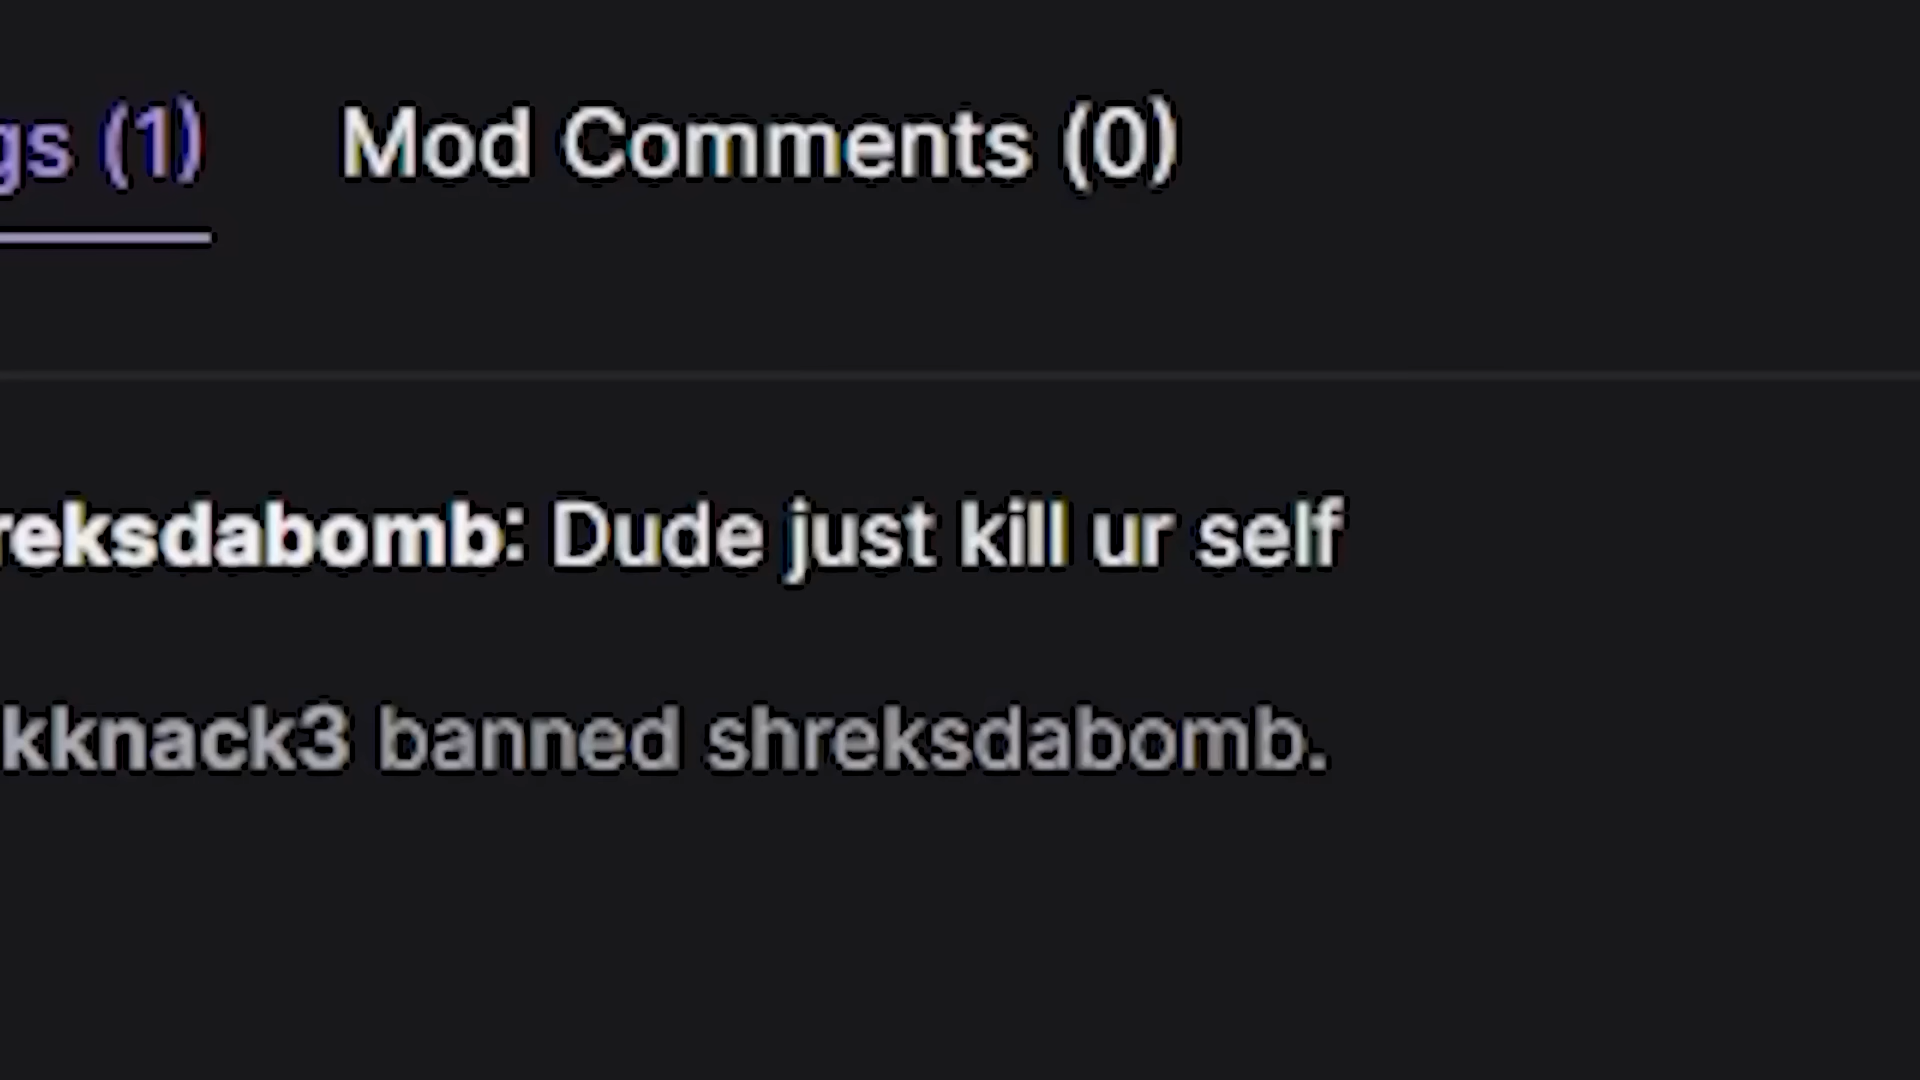 gs (1) Mod Comments (0)
reksdabomb: Dude just kill ur self
kknack3 banned shreksdabomb.